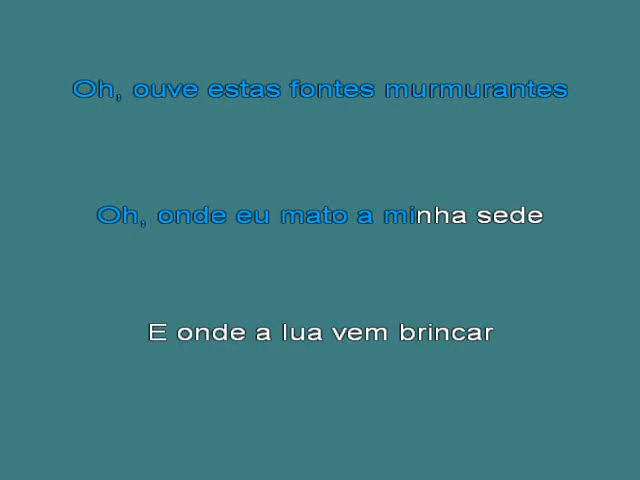 Oh, ouve estas fontes murmurantes
Oh, onde eu mato a minha sede
E onde a lua vem brincar